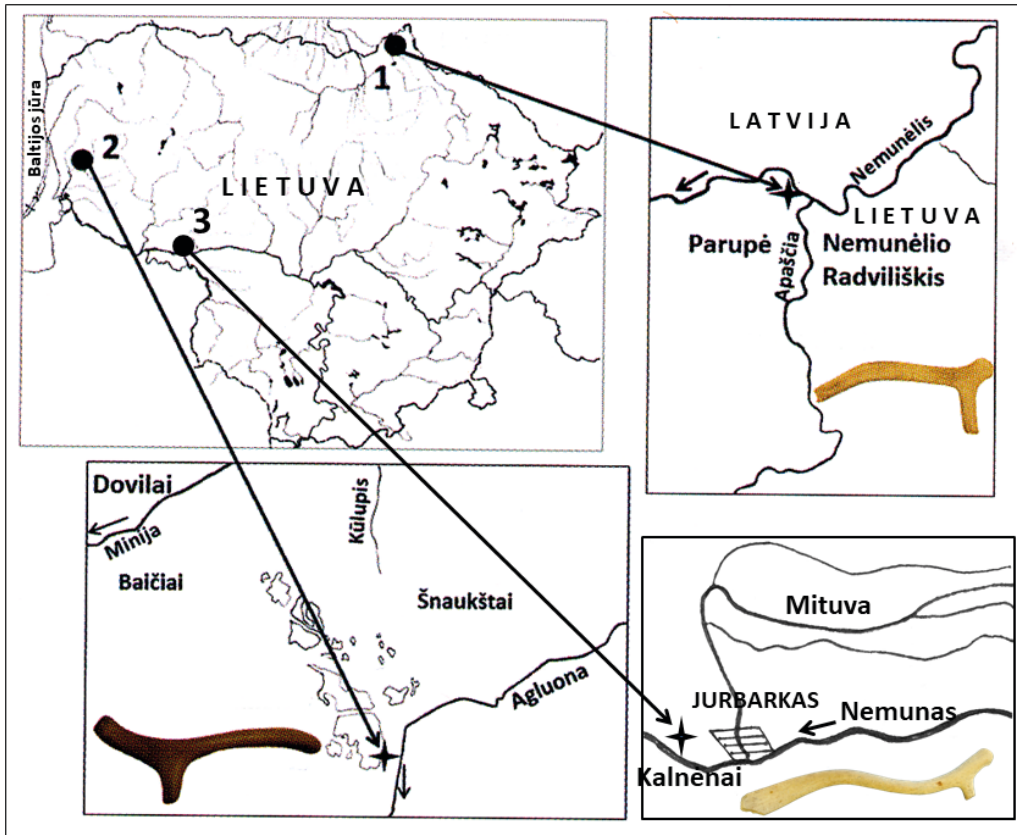 1
Baltijos jūra
2
LIETUVA
3
LATVIJA
Nemunėlis
LIETUVA
Parupė
Apaščia
Nemunėlio
Radviliškis
Dovilai
Minija
Kūlupis
Baičiai
Šnaukštai
Agluona
Mituva
JURBARKAS
Nemunas
Kalnėnai